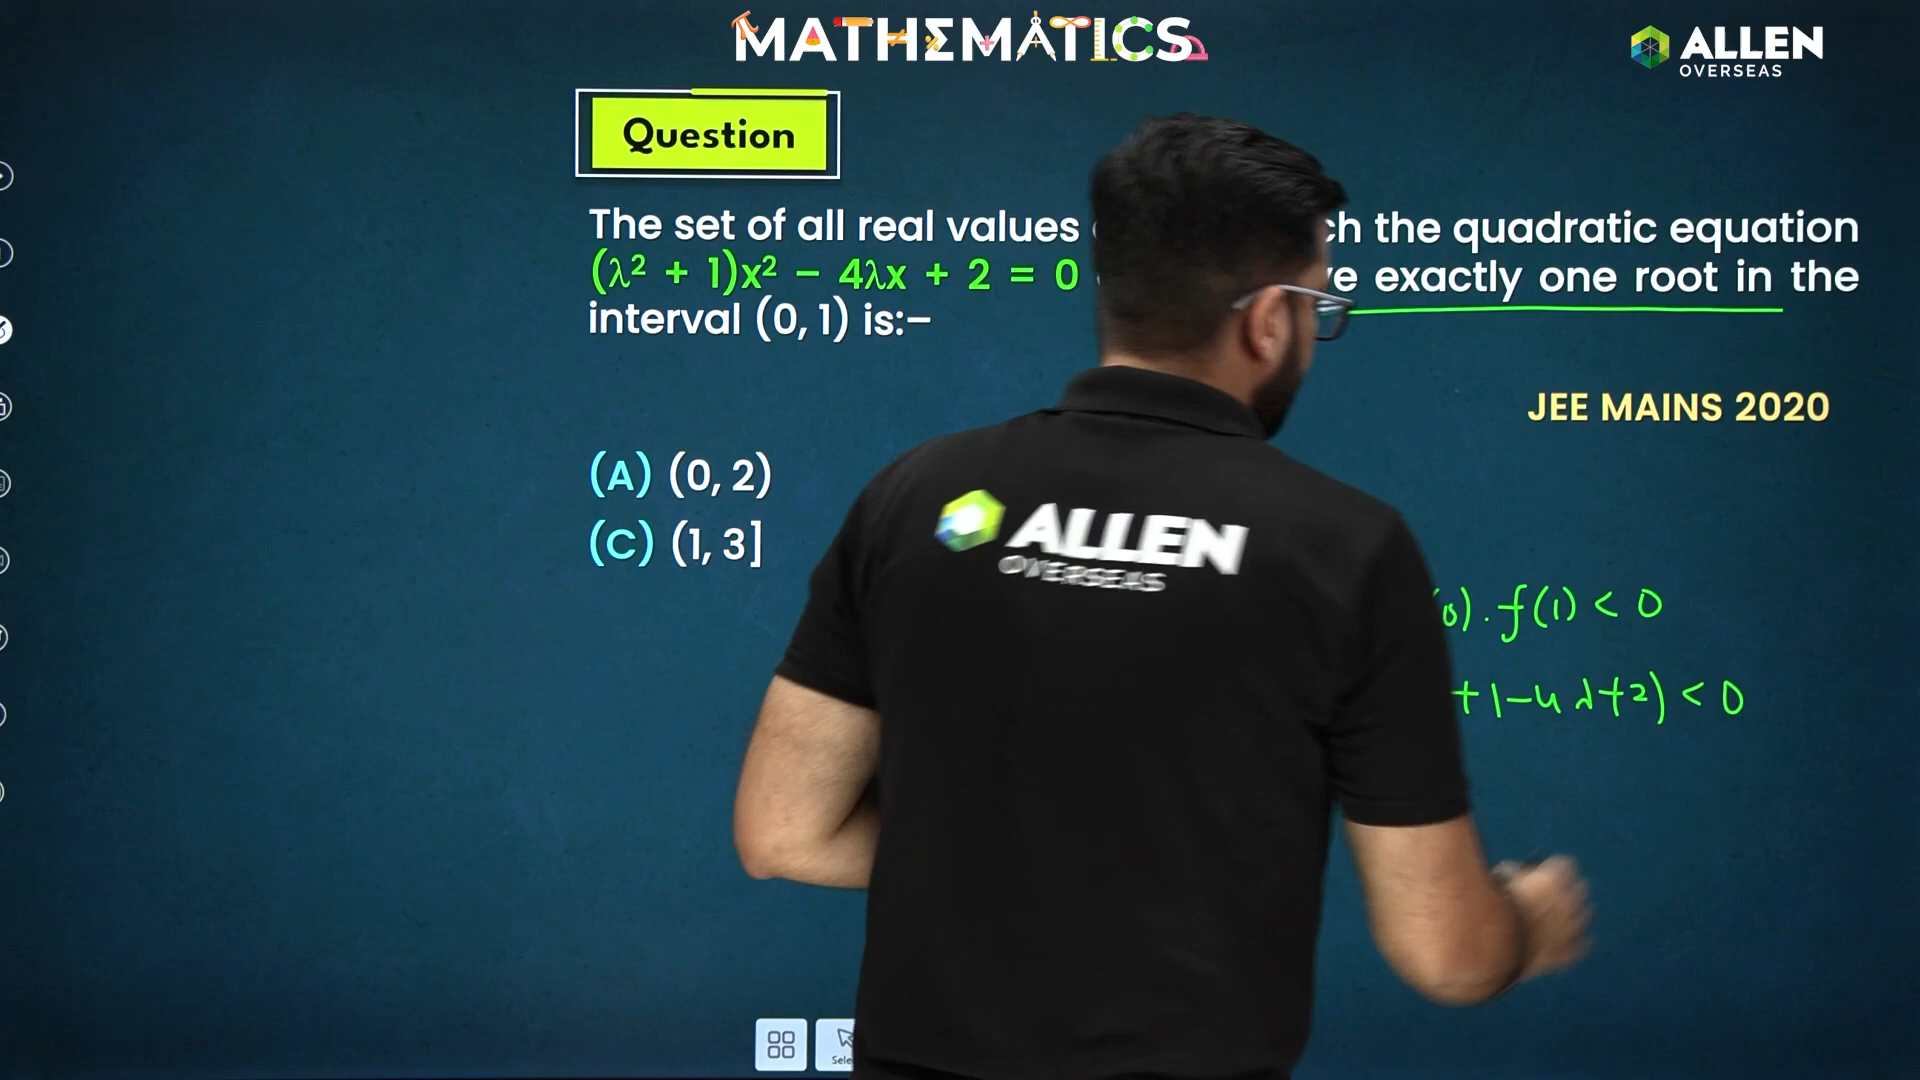 MATHEMATICS
ALLEN
OVERSEAS
Question
The set of all real values ch the quadratic equation
(λ² + 1)x² − 4λx + 2 = 0 ve exactly one root in the
interval (0, 1) is:–
JEE MAINS 2020
(A) (0, 2)
(C) (1, 3]
ALLEN
OVERSEAS
(0) . f(1) < 0
+1-4λ+2) < 0